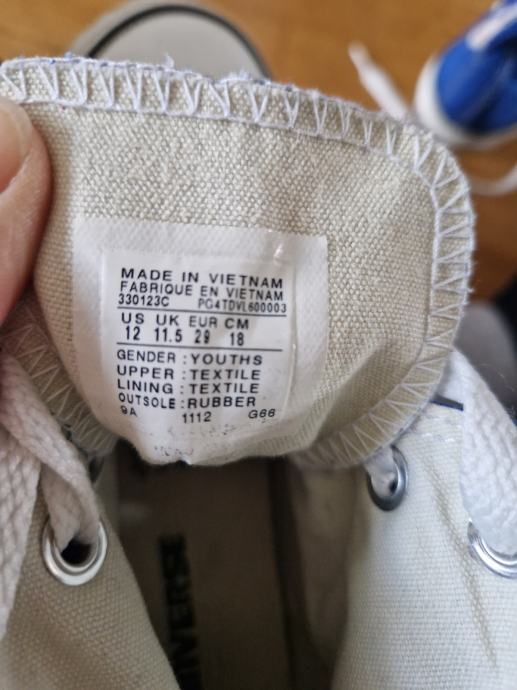 MADE IN VIETNAM
FABRIQUE EN VIETNAM
330123C PG4TDVL600003
US UK EUR CM
12 11.5 29 18
GENDER : YOUTHS
UPPER : TEXTILE
LINING : TEXTILE
OUTSOLE : RUBBER
9A 1112 G66